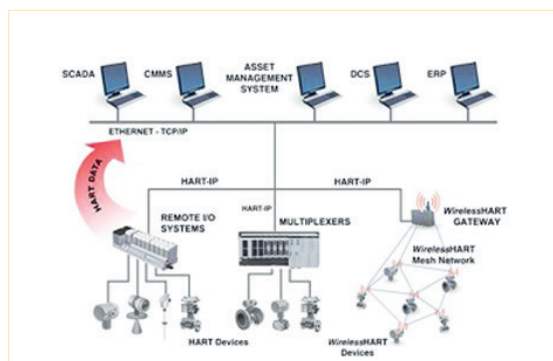 SCADA
CMMS
ASSET
MANAGEMENT
SYSTEM
DCS
ERP
ETHERNET - TCP/IP
HART DATA
HART-IP
HART-IP
HART-IP
REMOTE I/O
SYSTEMS
MULTIPLEXERS
WirelessHART
GATEWAY
WirelessHART
Mesh Network
HART Devices
WirelessHART
Devices